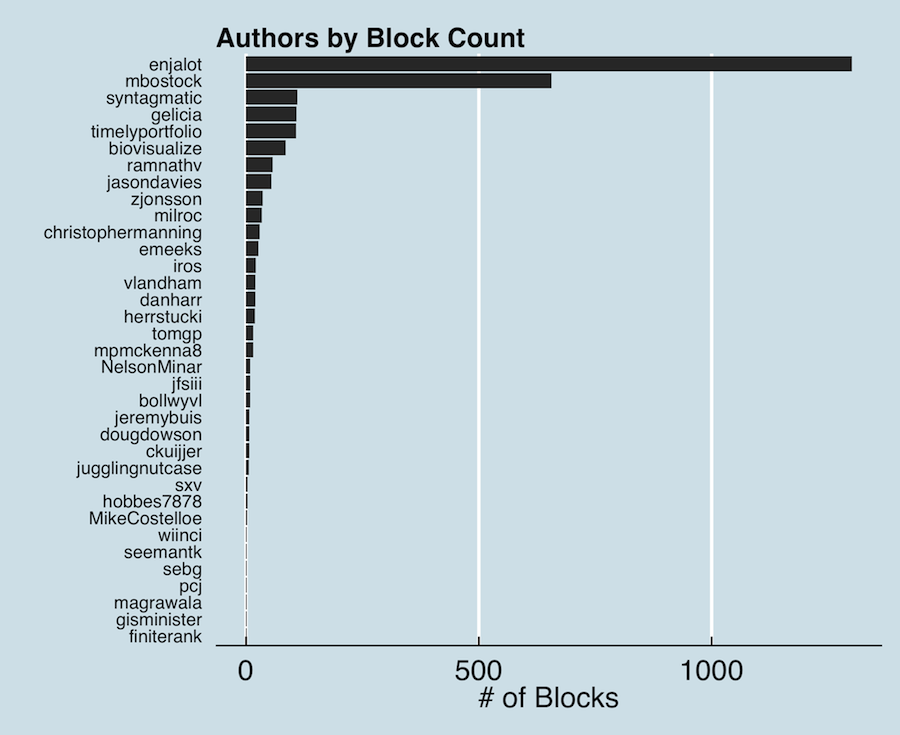 Authors by Block Count
enjalot
mbostock
syntagmatic
gelicia
timelyportfolio
biovisualize
ramnathv
jasondavies
zjonsson
milroc
christophermanning
emeeks
iros
vlandham
danharr
herrstucki
tomgp
mpmckenna8
NelsonMinar
jfsiii
bollwyvl
jeremybuis
dougdowson
ckuijjer
jugglingnutcase
sxv
hobbes7878
MikeCostelloe
wiinci
seemantk
sebg
pcj
magrawala
gisminister
finiterank
0 500 1000
# of Blocks